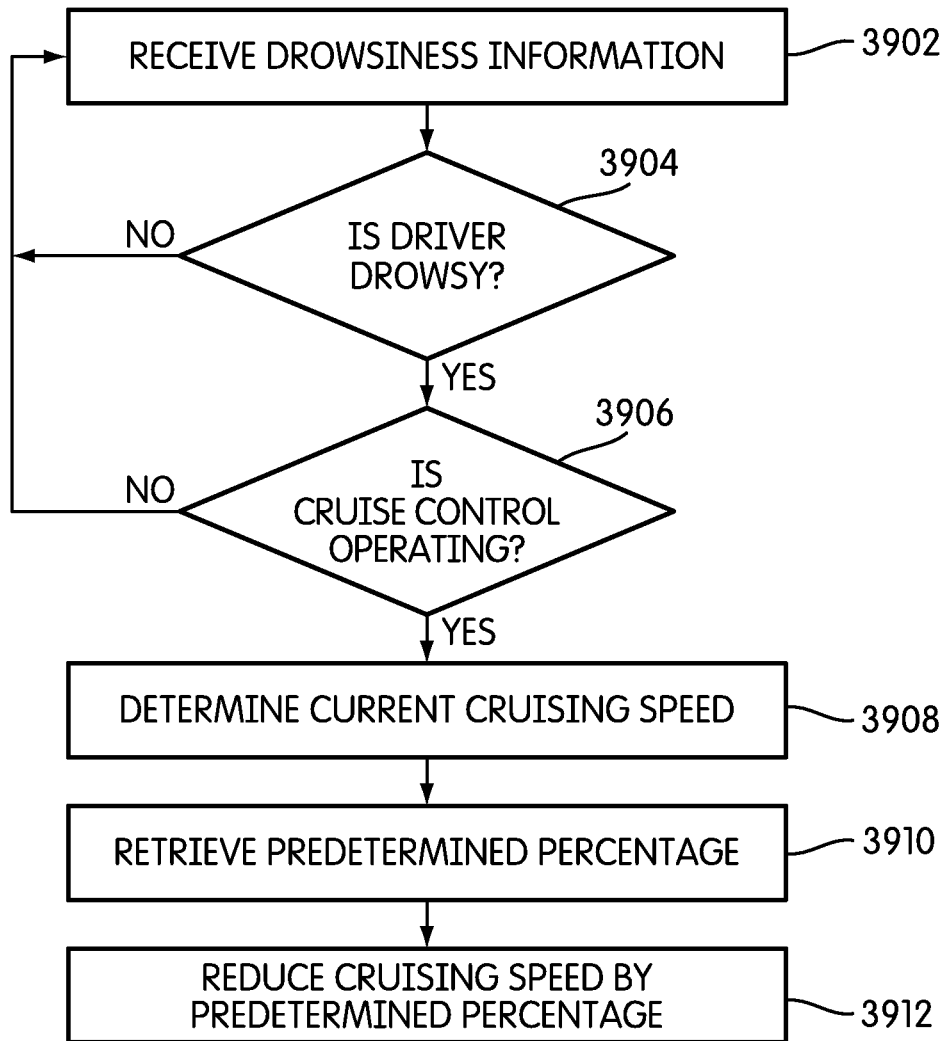 RECEIVE DROWSINESS INFORMATION
3902
3904
IS DRIVER
DROWSY?
NO
YES
3906
IS
CRUISE CONTROL
OPERATING?
NO
YES
DETERMINE CURRENT CRUISING SPEED
3908
RETRIEVE PREDETERMINED PERCENTAGE
3910
REDUCE CRUISING SPEED BY
PREDETERMINED PERCENTAGE
3912